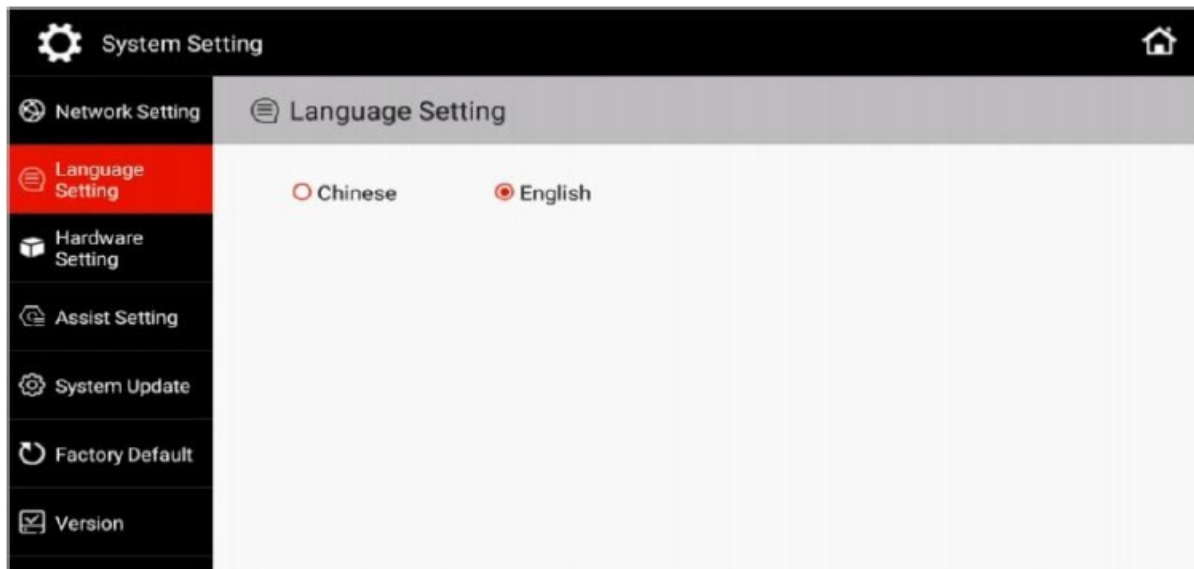 System Setting
Network Setting
Language Setting
Language
Setting
Chinese
English
Hardware
Setting
Assist Setting
System Update
Factory Default
Version